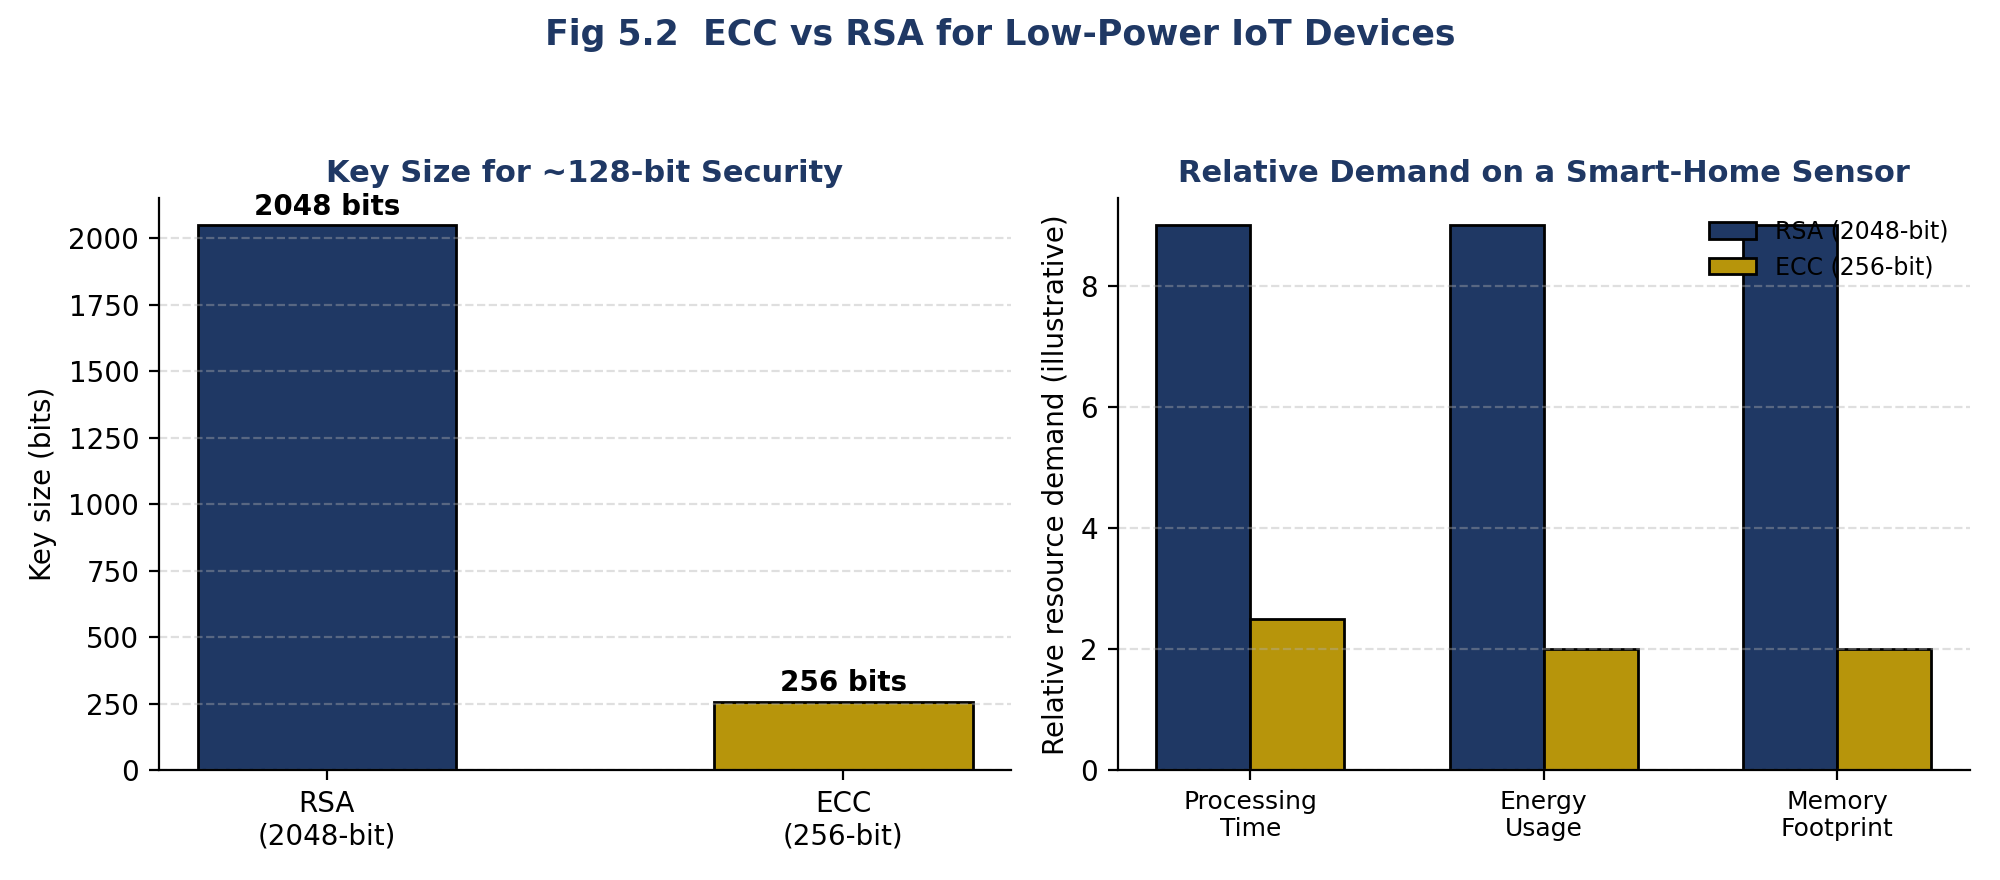 Fig 5.2  ECC vs RSA for Low-Power IoT Devices
Key Size for ~128-bit Security
2048 bits
256 bits
Key size (bits)
2000
1750
1500
1250
1000
750
500
250
0
RSA
(2048-bit)
ECC
(256-bit)
Relative Demand on a Smart-Home Sensor
RSA (2048-bit)
ECC (256-bit)
Relative resource demand (illustrative)
8
6
4
2
0
Processing
Time
Energy
Usage
Memory
Footprint